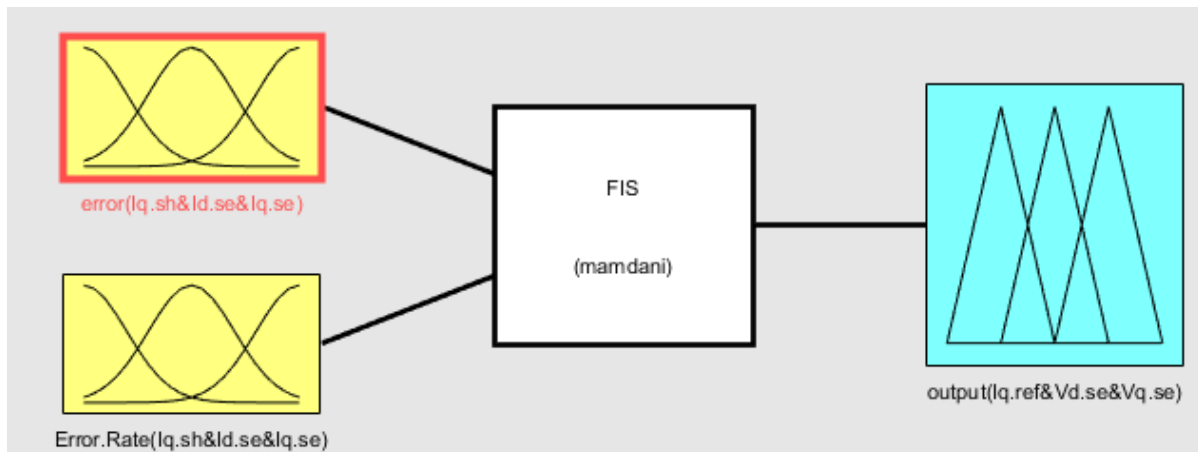 error(Iq.sh&Id.se&Iq.se)
FIS
(mamdani)
output(Iq.ref&Vd.se&Vq.se)
Error.Rate(Iq.sh&Id.se&Iq.se)